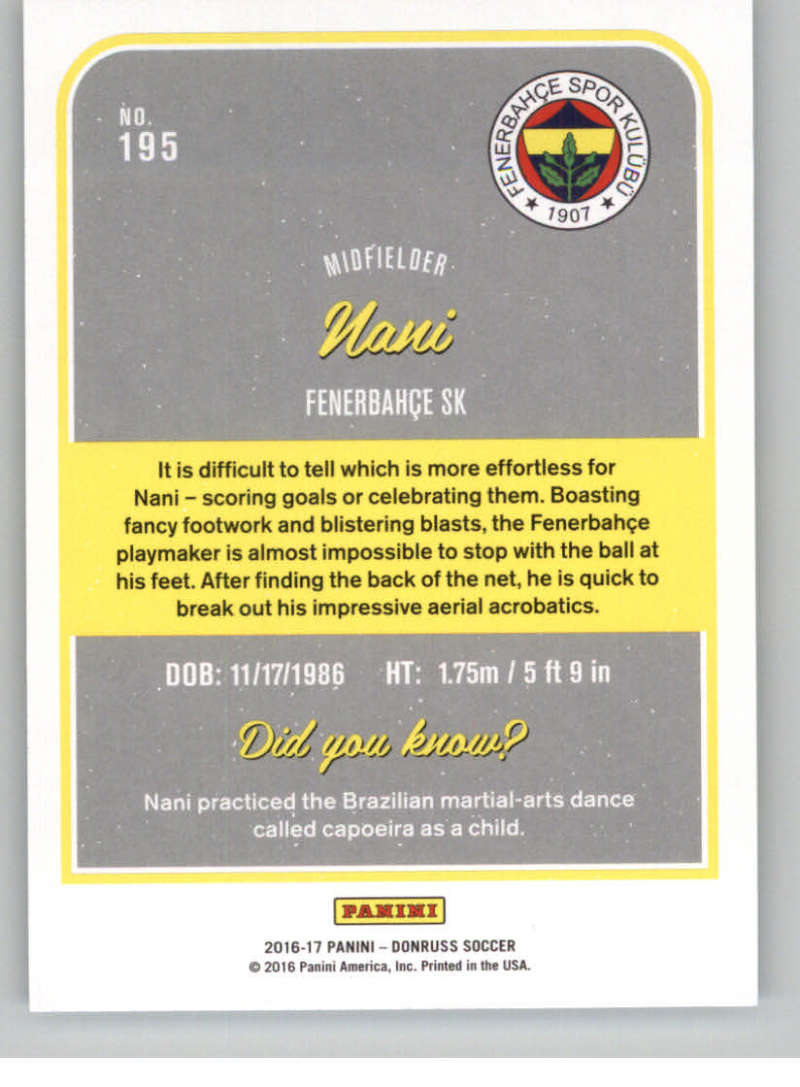 NO.
195
FENERBAHÇE SPOR KULÜBÜ
★ 1907 ★
MIDFIELDER
Nani
FENERBAHÇE SK
It is difficult to tell which is more effortless for
Nani – scoring goals or celebrating them. Boasting
fancy footwork and blistering blasts, the Fenerbahçe
playmaker is almost impossible to stop with the ball at
his feet. After finding the back of the net, he is quick to
break out his impressive aerial acrobatics.
DOB: 11/17/1986 HT: 1.75m / 5 ft 9 in
Did you know?
Nani practiced the Brazilian martial-arts dance
called capoeira as a child.
PANINI
2016-17 PANINI – DONRUSS SOCCER
© 2016 Panini America, Inc. Printed in the USA.